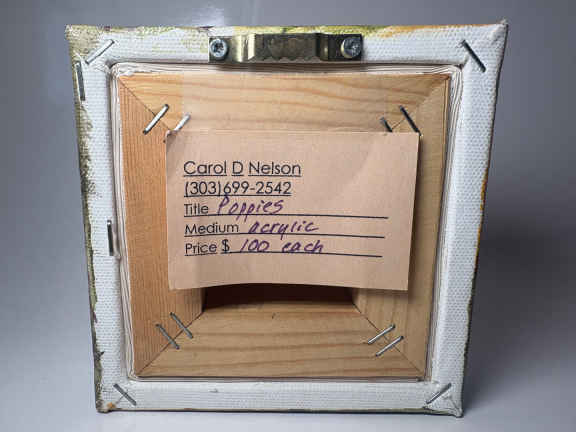 Carol D Nelson
(303)699-2542
Title Poppies
Medium acrylic
Price $ 100 each